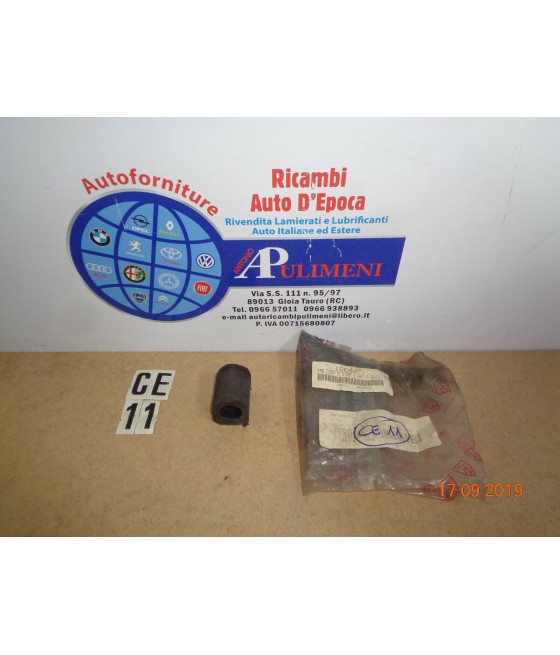 Autoforniture
Ricambi
Auto D'Epoca
Rivendita Lamierati e Lubrificanti
Auto Italiane ed Estere
ANTONIO
APULIMENI
Via S.S. 111 n. 95/97
89013 Gioia Tauro (RC)
Tel. 0966 57011 0966 938893
e-mail autoricambipulimeni@libero.it
P. IVA 00715680807
OPEL
CE
11
CE 11
17 09 2019